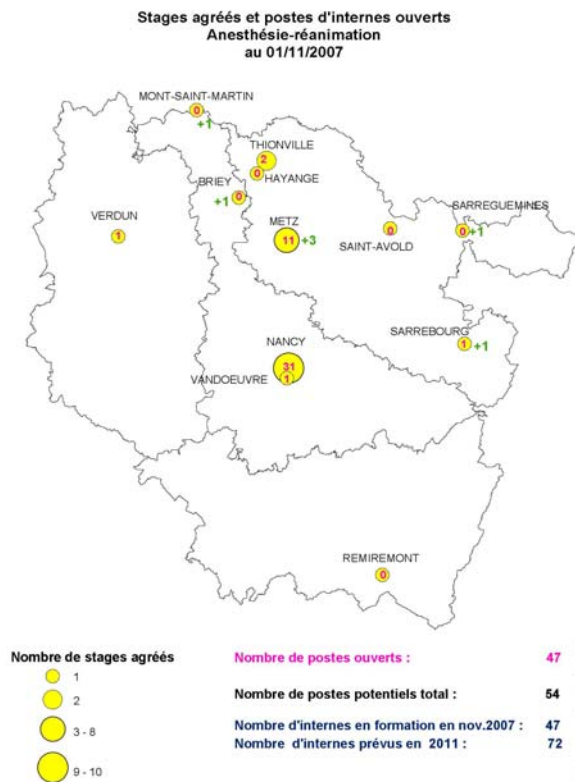 Stages agréés et postes d'internes ouverts
Anesthésie-réanimation
au 01/11/2007
MONT-SAINT-MARTIN
0
+1
THIONVILLE
2
0
HAYANGE
BRIEY
0
+1
VERDUN
1
METZ
11 +3
SAINT-AVOLD
0
SARREGUEMINES
0 +1
SARREBOURG
1 +1
NANCY
31
VANDOEUVRE
1
REMIREMONT
0
Nombre de stages agréés
1
2
3 - 8
9 - 10
Nombre de postes ouverts : 47
Nombre de postes potentiels total : 54
Nombre d'internes en formation en nov.2007 : 47
Nombre d'internes prévus en 2011 : 72